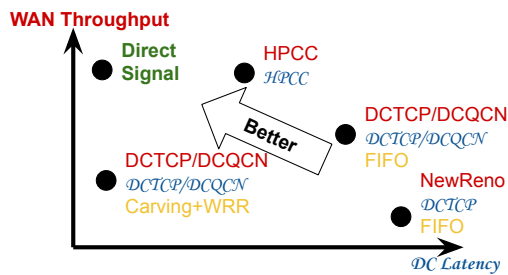 WAN Throughput
Direct
Signal
HPCC
HPCC
Better
DCTCP/DCQCN
DCTCP/DCQCN
FIFO
DCTCP/DCQCN
DCTCP/DCQCN
Carving+WRR
NewReno
DCTCP
FIFO
DC Latency